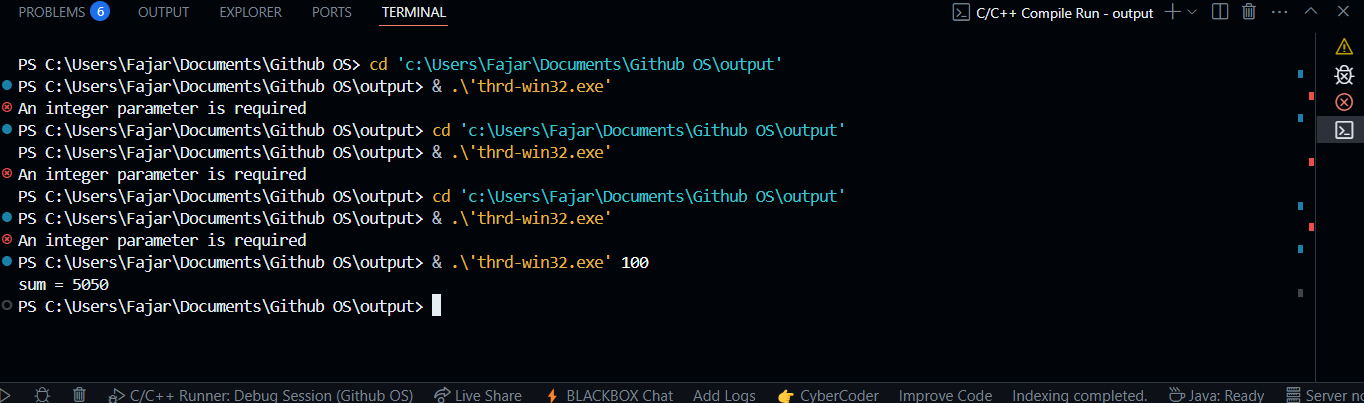 PROBLEMS 6 OUTPUT EXPLORER PORTS TERMINAL C/C++ Compile Run - output
PS C:\Users\Fajar\Documents\Github OS> cd 'c:\Users\Fajar\Documents\Github OS\output'
PS C:\Users\Fajar\Documents\Github OS\output> & .\'thrd-win32.exe'
An integer parameter is required
PS C:\Users\Fajar\Documents\Github OS\output> cd 'c:\Users\Fajar\Documents\Github OS\output'
PS C:\Users\Fajar\Documents\Github OS\output> & .\'thrd-win32.exe'
An integer parameter is required
PS C:\Users\Fajar\Documents\Github OS\output> cd 'c:\Users\Fajar\Documents\Github OS\output'
PS C:\Users\Fajar\Documents\Github OS\output> & .\'thrd-win32.exe'
An integer parameter is required
PS C:\Users\Fajar\Documents\Github OS\output> & .\'thrd-win32.exe' 100
sum = 5050
PS C:\Users\Fajar\Documents\Github OS\output>
C/C++ Runner: Debug Session (Github OS) Live Share BLACKBOX Chat Add Logs CyberCoder Improve Code Indexing completed. Java: Ready Server